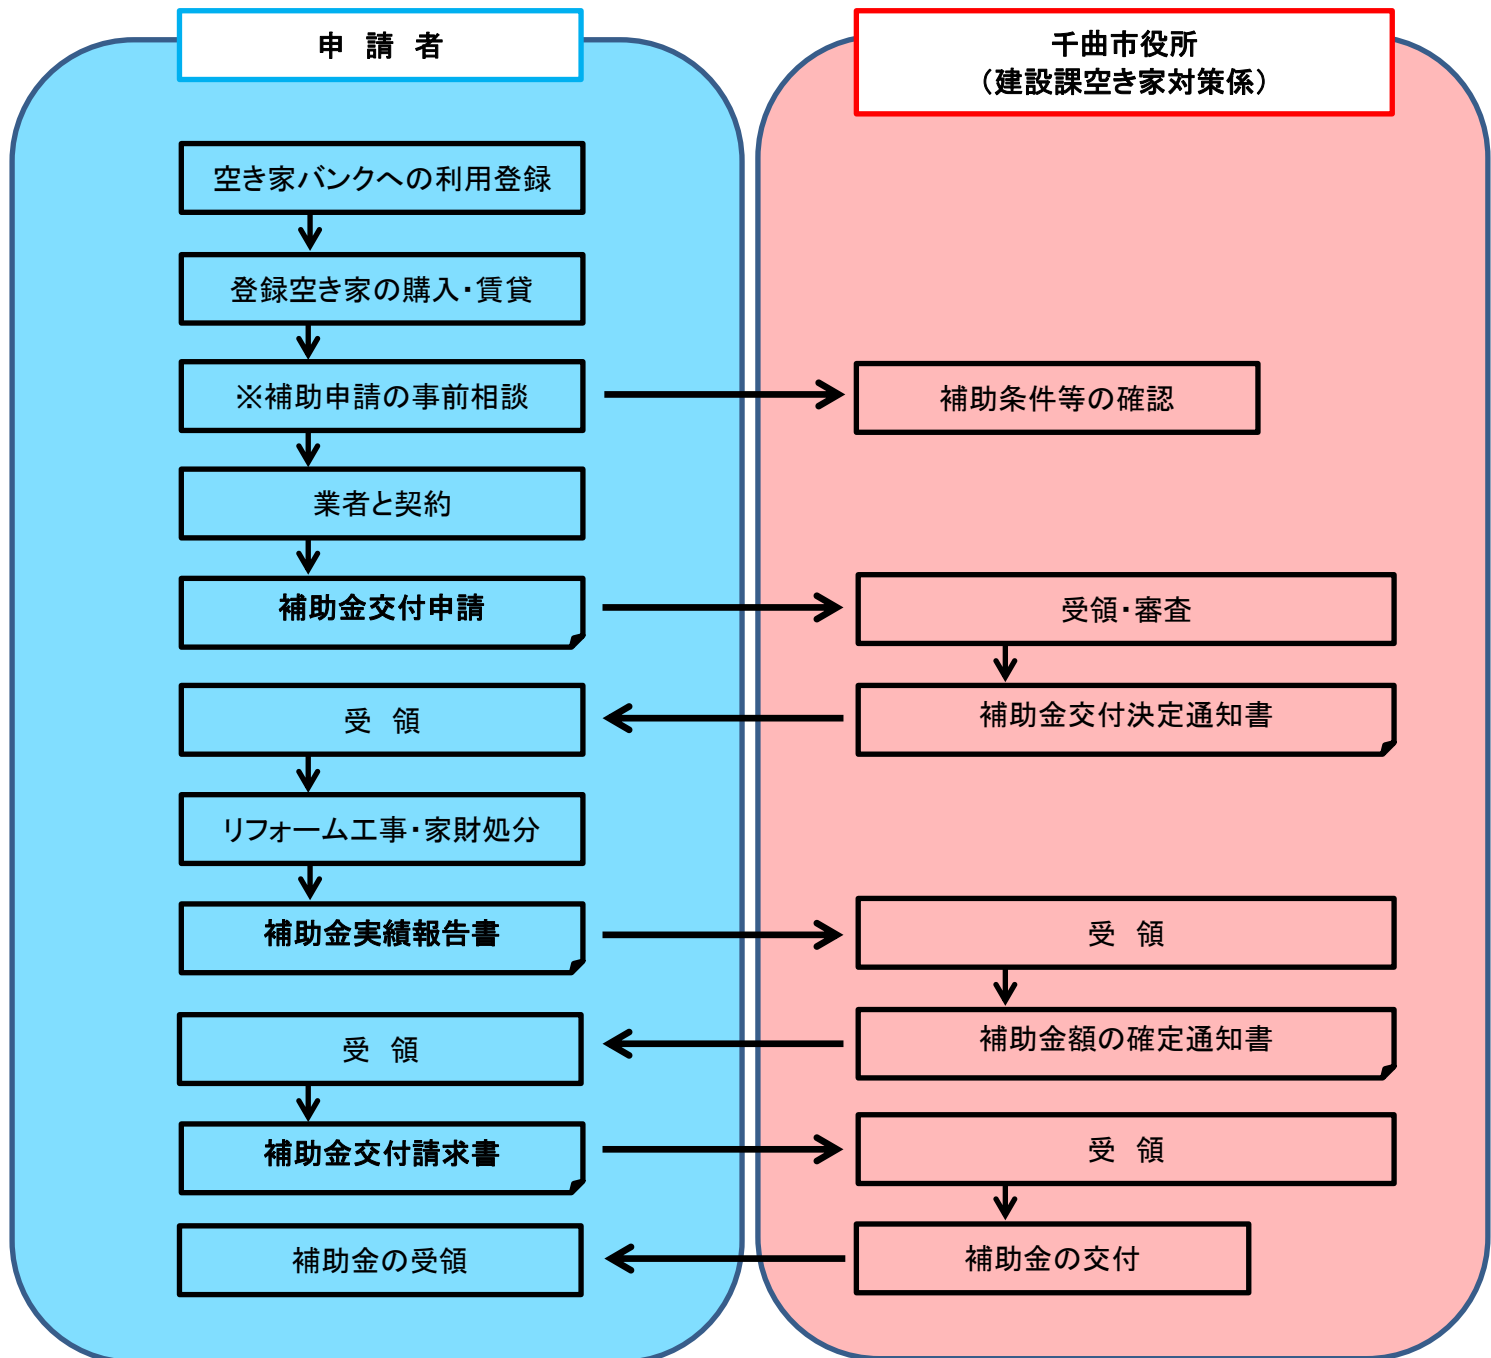 申 請 者
千曲市役所
（建設課空き家対策係）
空き家バンクへの利用登録
登録空き家の購入・賃貸
※補助申請の事前相談
補助条件等の確認
業者と契約
補助金交付申請
受領・審査
受 領
補助金交付決定通知書
リフォーム工事・家財処分
補助金実績報告書
受 領
受 領
補助金額の確定通知書
補助金交付請求書
受 領
補助金の受領
補助金の交付